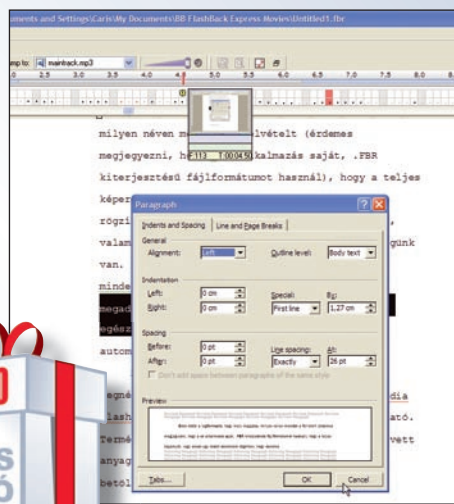 ments and Settings\Caris\My Documents\BB FlashBack Express Movies\Untitled1.fbr
mp to: maintrack.mp3
2.5 3.0 3.5 4.0 4.5 5.0 5.5 6.0 6.5 7.0 7.5 8.0
F 113 T 00:04.50
milyen néven elvételt (érdemes
megjegyezni, kalmazás saját, .FBR
kiterjesztésű fájlformátumot használ), hogy a teljes
képer
rögzi
valam günk
van.
minde
megad
egész
autom
Paragraph
Indents and Spacing Line and Page Breaks
General
Alignment: Left Outline level: Body text
Indentation
Left: 0 cm Special: By:
Right: 0 cm First line 1,27 cm
Spacing
Before: 0 pt Line spacing: At:
After: 0 pt Exactly 26 pt
Don't add space between paragraphs of the same style
Preview
Tabs... OK Cancel
egné dia
lash ató.
Termé vett
anyag
betöl